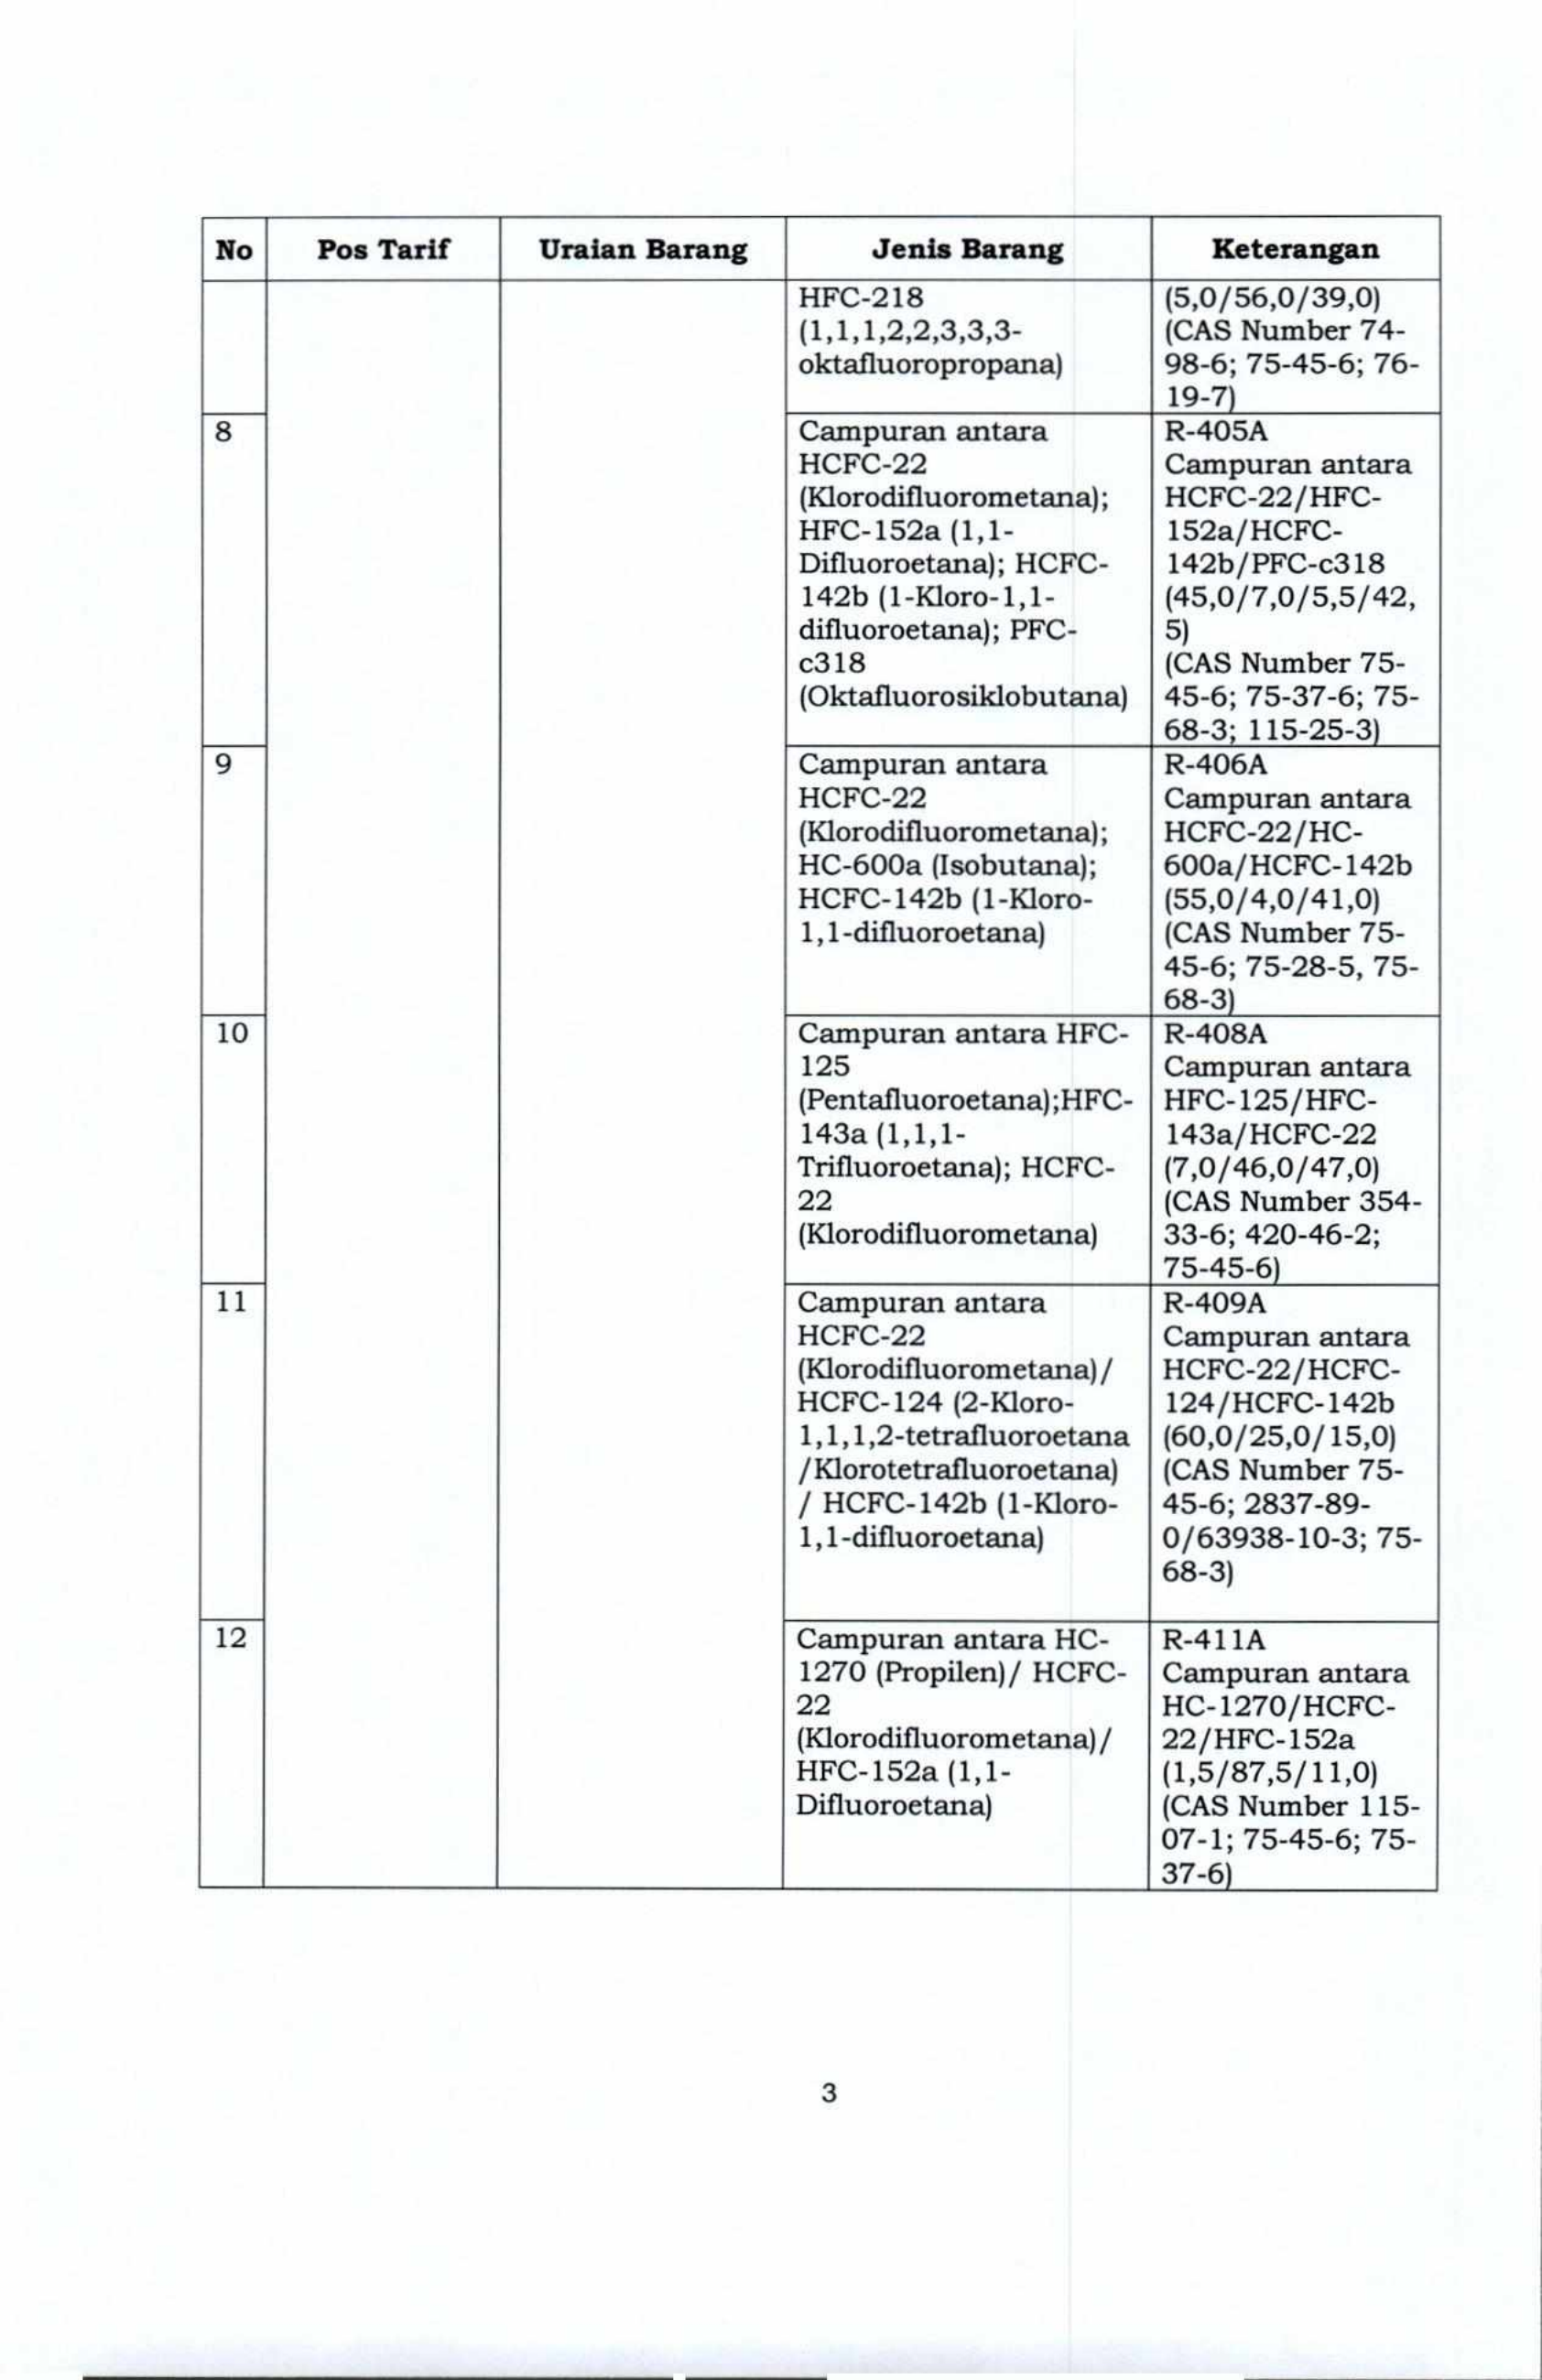 No Pos Tarif Uraian Barang Jenis Barang Keterangan
HFC-218
(1,1,1,2,2,3,3,3-
oktafluoropropana)
(5,0/56,0/39,0)
(CAS Number 74-
98-6; 75-45-6; 76-
19-7)
8
Campuran antara
HCFC-22
(Klorodifluorometana);
HFC-152a (1,1-
Difluoroetana); HCFC-
142b (1-Kloro-1,1-
difluoroetana); PFC-
c318
(Oktafluorosiklobutana)
R-405A
Campuran antara
HCFC-22/HFC-
152a/HCFC-
142b/PFC-c318
(45,0/7,0/5,5/42,
5)
(CAS Number 75-
45-6; 75-37-6; 75-
68-3; 115-25-3)
9
Campuran antara
HCFC-22
(Klorodifluorometana);
HC-600a (Isobutana);
HCFC-142b (1-Kloro-
1,1-difluoroetana)
R-406A
Campuran antara
HCFC-22/HC-
600a/HCFC-142b
(55,0/4,0/41,0)
(CAS Number 75-
45-6; 75-28-5, 75-
68-3)
10
Campuran antara HFC-
125
(Pentafluoroetana);HFC-
143a (1,1,1-
Trifluoroetana); HCFC-
22
(Klorodifluorometana)
R-408A
Campuran antara
HFC-125/HFC-
143a/HCFC-22
(7,0/46,0/47,0)
(CAS Number 354-
33-6; 420-46-2;
75-45-6)
11
Campuran antara
HCFC-22
(Klorodifluorometana)/
HCFC-124 (2-Kloro-
1,1,1,2-tetrafluoroetana
/Klorotetrafluoroetana)
/ HCFC-142b (1-Kloro-
1,1-difluoroetana)
R-409A
Campuran antara
HCFC-22/HCFC-
124/HCFC-142b
(60,0/25,0/15,0)
(CAS Number 75-
45-6; 2837-89-
0/63938-10-3; 75-
68-3)
12
Campuran antara HC-
1270 (Propilen)/ HCFC-
22
(Klorodifluorometana)/
HFC-152a (1,1-
Difluoroetana)
R-411A
Campuran antara
HC-1270/HCFC-
22/HFC-152a
(1,5/87,5/11,0)
(CAS Number 115-
07-1; 75-45-6; 75-
37-6)
3